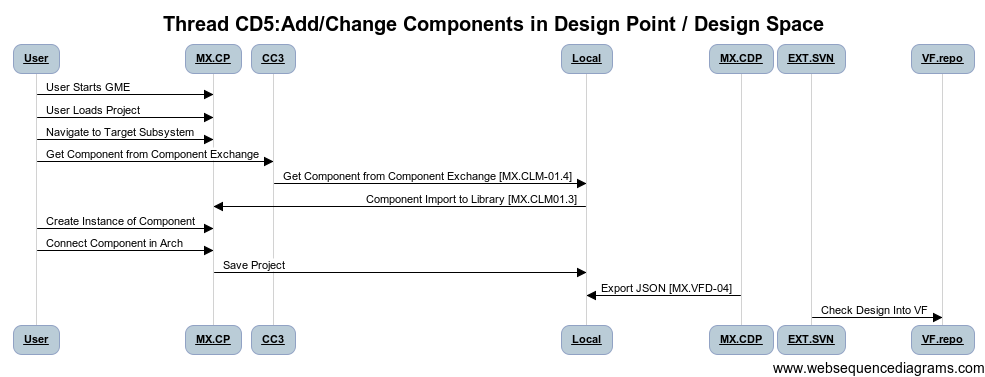 Thread CD5:Add/Change Components in Design Point / Design Space
User MX.CP CC3 Local MX.CDP EXT.SVN VF.repo
User Starts GME
User Loads Project
Navigate to Target Subsystem
Get Component from Component Exchange
Get Component from Component Exchange [MX.CLM-01.4]
Component Import to Library [MX.CLM01.3]
Create Instance of Component
Connect Component in Arch
Save Project
Export JSON [MX.VFD-04]
Check Design Into VF
User MX.CP CC3 Local MX.CDP EXT.SVN VF.repo
www.websequencediagrams.com